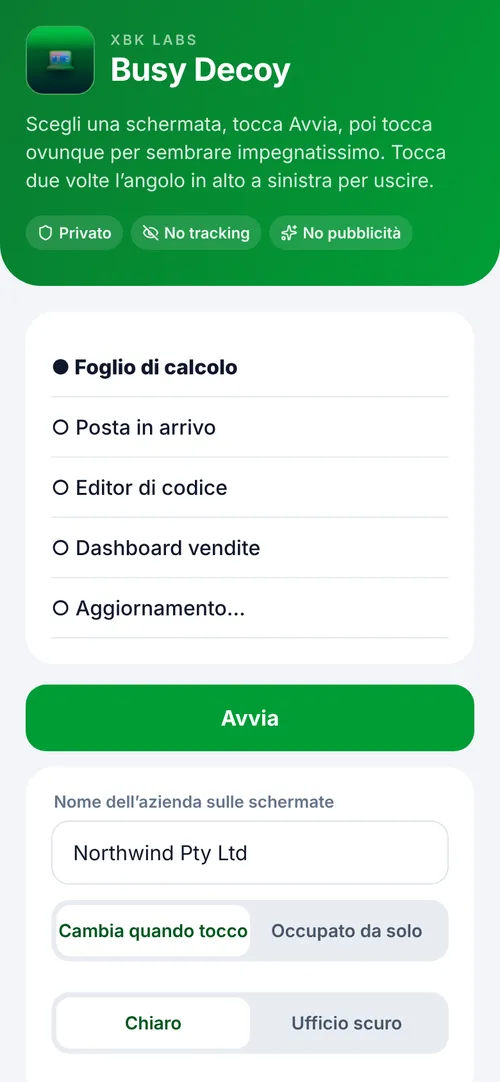 XBK LABS
Busy Decoy
Scegli una schermata, tocca Avvia, poi tocca
ovunque per sembrare impegnatissimo. Tocca
due volte l’angolo in alto a sinistra per uscire.
Privato
No tracking
No pubblicità
Foglio di calcolo
Posta in arrivo
Editor di codice
Dashboard vendite
Aggiornamento…
Avvia
Nome dell’azienda sulle schermate
Northwind Pty Ltd
Cambia quando tocco
Occupato da solo
Chiaro
Ufficio scuro